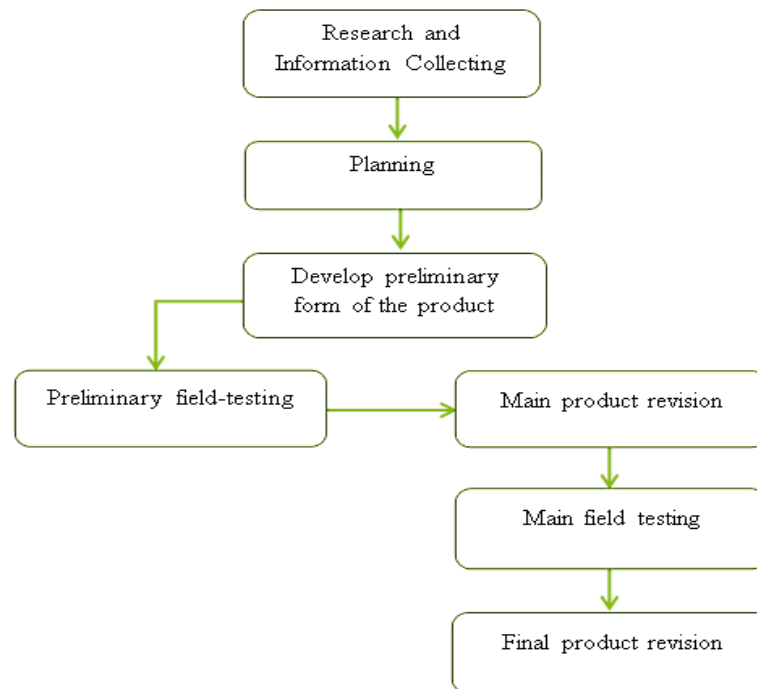 Research and
Information Collecting
Planning
Develop preliminary
form of the product
Preliminary field-testing
Main product revision
Main field testing
Final product revision